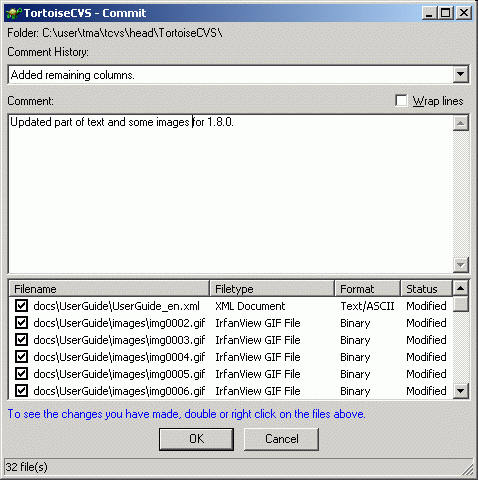 TortoiseCVS - Commit
Folder: C:\user\tma\tcvs\head\TortoiseCVS\
Comment History:
Added remaining columns.
Comment: Wrap lines
Updated part of text and some images for 1.8.0.
Filename Filetype Format Status
docs\UserGuide\UserGuide_en.xml XML Document Text/ASCII Modified
docs\UserGuide\images\img0002.gif IrfanView GIF File Binary Modified
docs\UserGuide\images\img0003.gif IrfanView GIF File Binary Modified
docs\UserGuide\images\img0004.gif IrfanView GIF File Binary Modified
docs\UserGuide\images\img0005.gif IrfanView GIF File Binary Modified
docs\UserGuide\images\img0006.gif IrfanView GIF File Binary Modified
To see the changes you have made, double or right click on the files above.
OK Cancel
32 file(s)